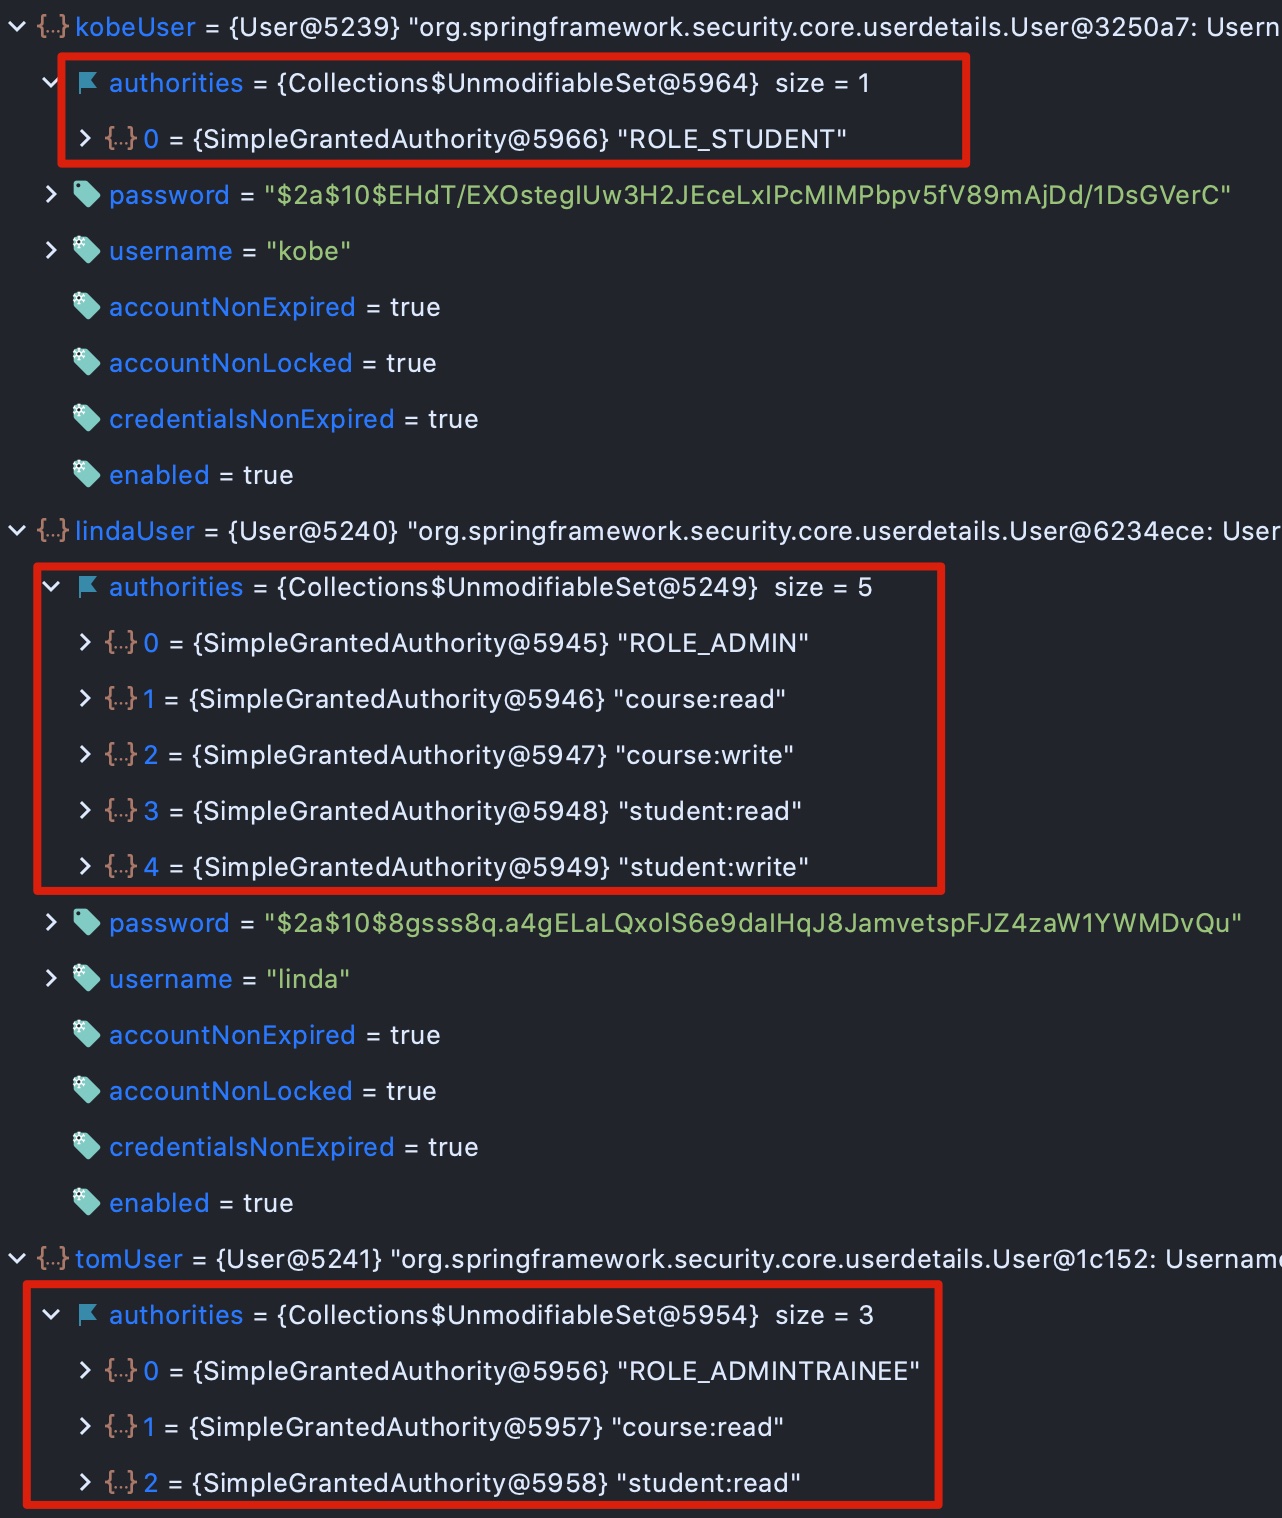 {...} kobeUser = {User@5239} "org.springframework.security.core.userdetails.User@3250a7: Usern
authorities = {Collections$UnmodifiableSet@5964} size = 1
{...} 0 = {SimpleGrantedAuthority@5966} "ROLE_STUDENT"
password = "$2a$10$EHdT/EXOstegIUw3H2JEceLxIPcMIMPbpv5fV89mAjDd/1DsGVerC"
username = "kobe"
accountNonExpired = true
accountNonLocked = true
credentialsNonExpired = true
enabled = true
{...} lindaUser = {User@5240} "org.springframework.security.core.userdetails.User@6234ece: User
authorities = {Collections$UnmodifiableSet@5249} size = 5
{...} 0 = {SimpleGrantedAuthority@5945} "ROLE_ADMIN"
{...} 1 = {SimpleGrantedAuthority@5946} "course:read"
{...} 2 = {SimpleGrantedAuthority@5947} "course:write"
{...} 3 = {SimpleGrantedAuthority@5948} "student:read"
{...} 4 = {SimpleGrantedAuthority@5949} "student:write"
password = "$2a$10$8gsss8q.a4gELaLQxolS6e9daIHqJ8JamvetspFJZ4zaW1YWMDvQu"
username = "linda"
accountNonExpired = true
accountNonLocked = true
credentialsNonExpired = true
enabled = true
{...} tomUser = {User@5241} "org.springframework.security.core.userdetails.User@1c152: Username
authorities = {Collections$UnmodifiableSet@5954} size = 3
{...} 0 = {SimpleGrantedAuthority@5956} "ROLE_ADMINTRAINEE"
{...} 1 = {SimpleGrantedAuthority@5957} "course:read"
{...} 2 = {SimpleGrantedAuthority@5958} "student:read"